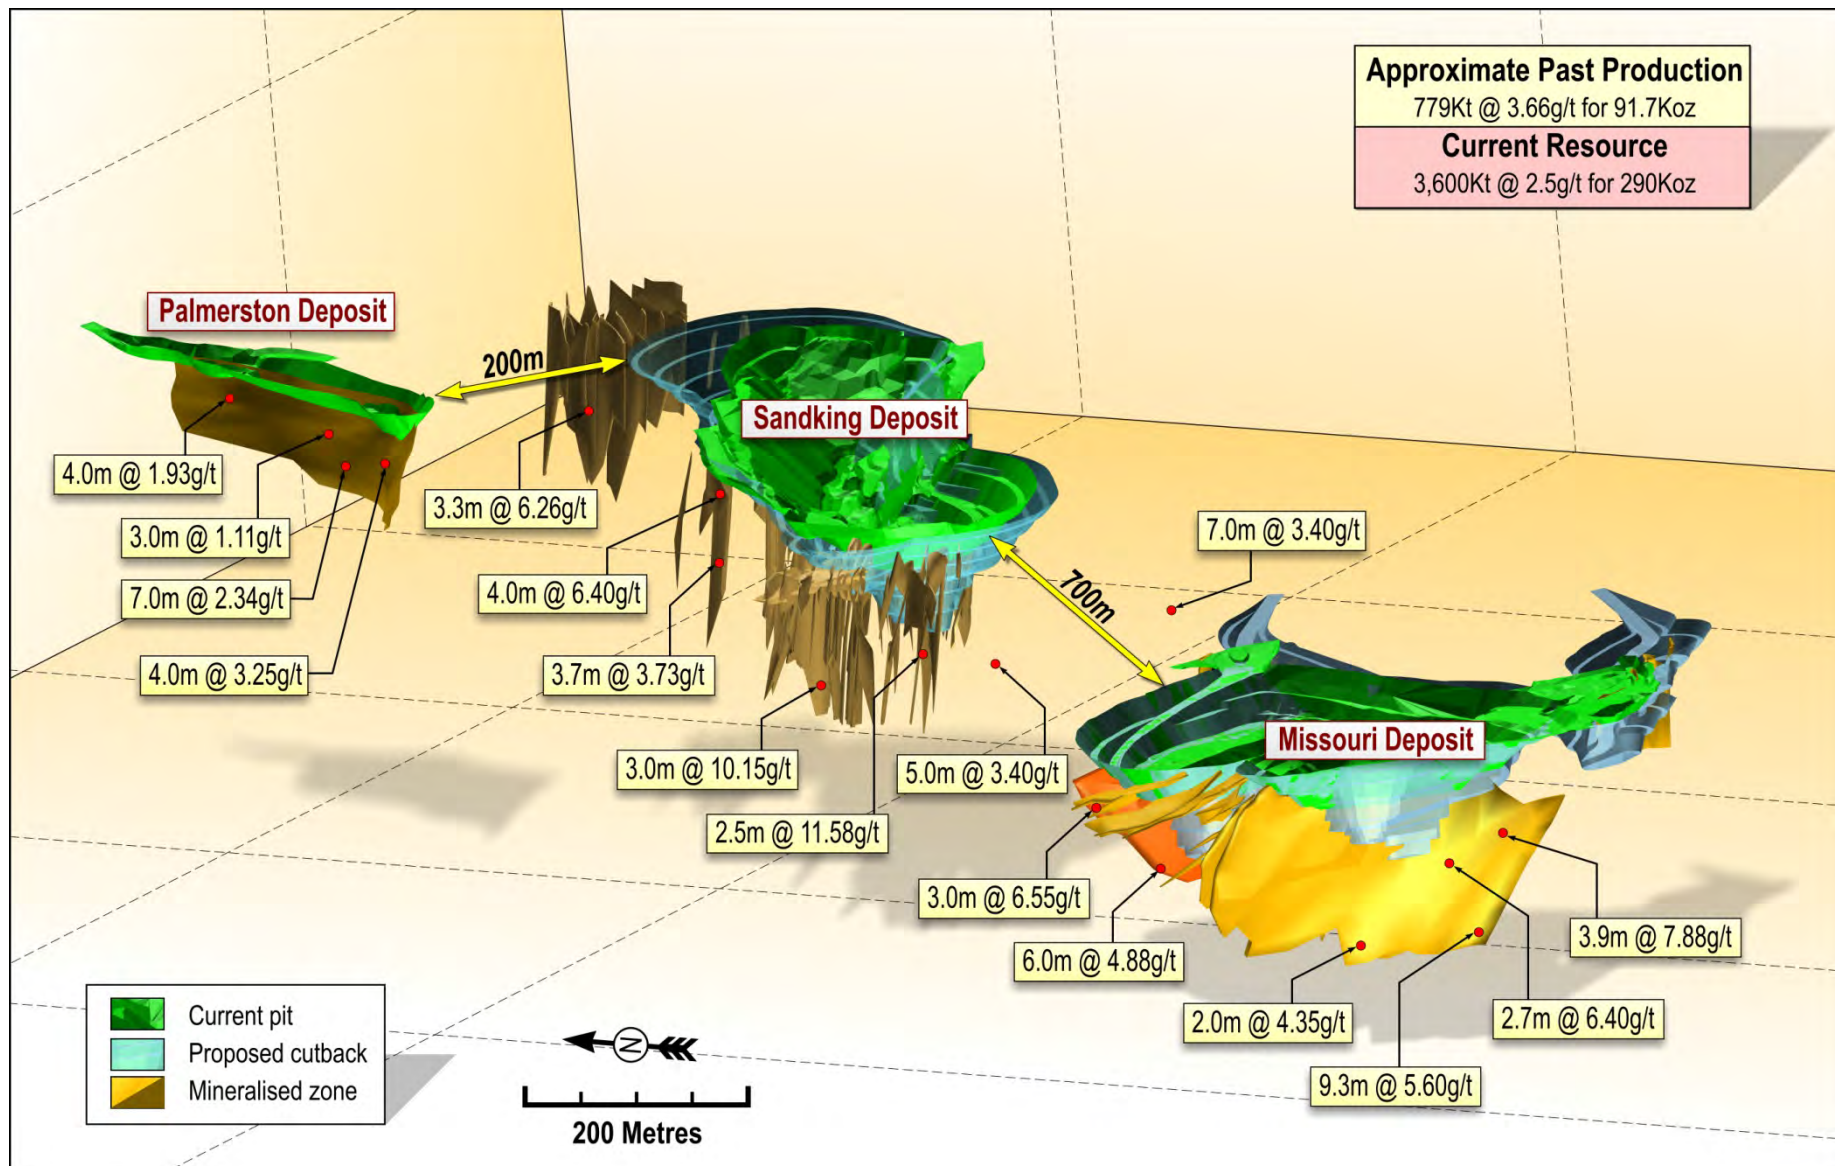 Approximate Past Production
779Kt @ 3.66g/t for 91.7Koz
Current Resource
3,600Kt @ 2.5g/t for 290Koz
Palmerston Deposit
200m
Sandking Deposit
4.0m @ 1.93g/t
3.0m @ 1.11g/t
7.0m @ 2.34g/t
4.0m @ 3.25g/t
3.3m @ 6.26g/t
4.0m @ 6.40g/t
3.7m @ 3.73g/t
3.0m @ 10.15g/t
2.5m @ 11.58g/t
5.0m @ 3.40g/t
700m
7.0m @ 3.40g/t
Missouri Deposit
3.0m @ 6.55g/t
6.0m @ 4.88g/t
2.0m @ 4.35g/t
9.3m @ 5.60g/t
2.7m @ 6.40g/t
3.9m @ 7.88g/t
Current pit
Proposed cutback
Mineralised zone
N
200 Metres